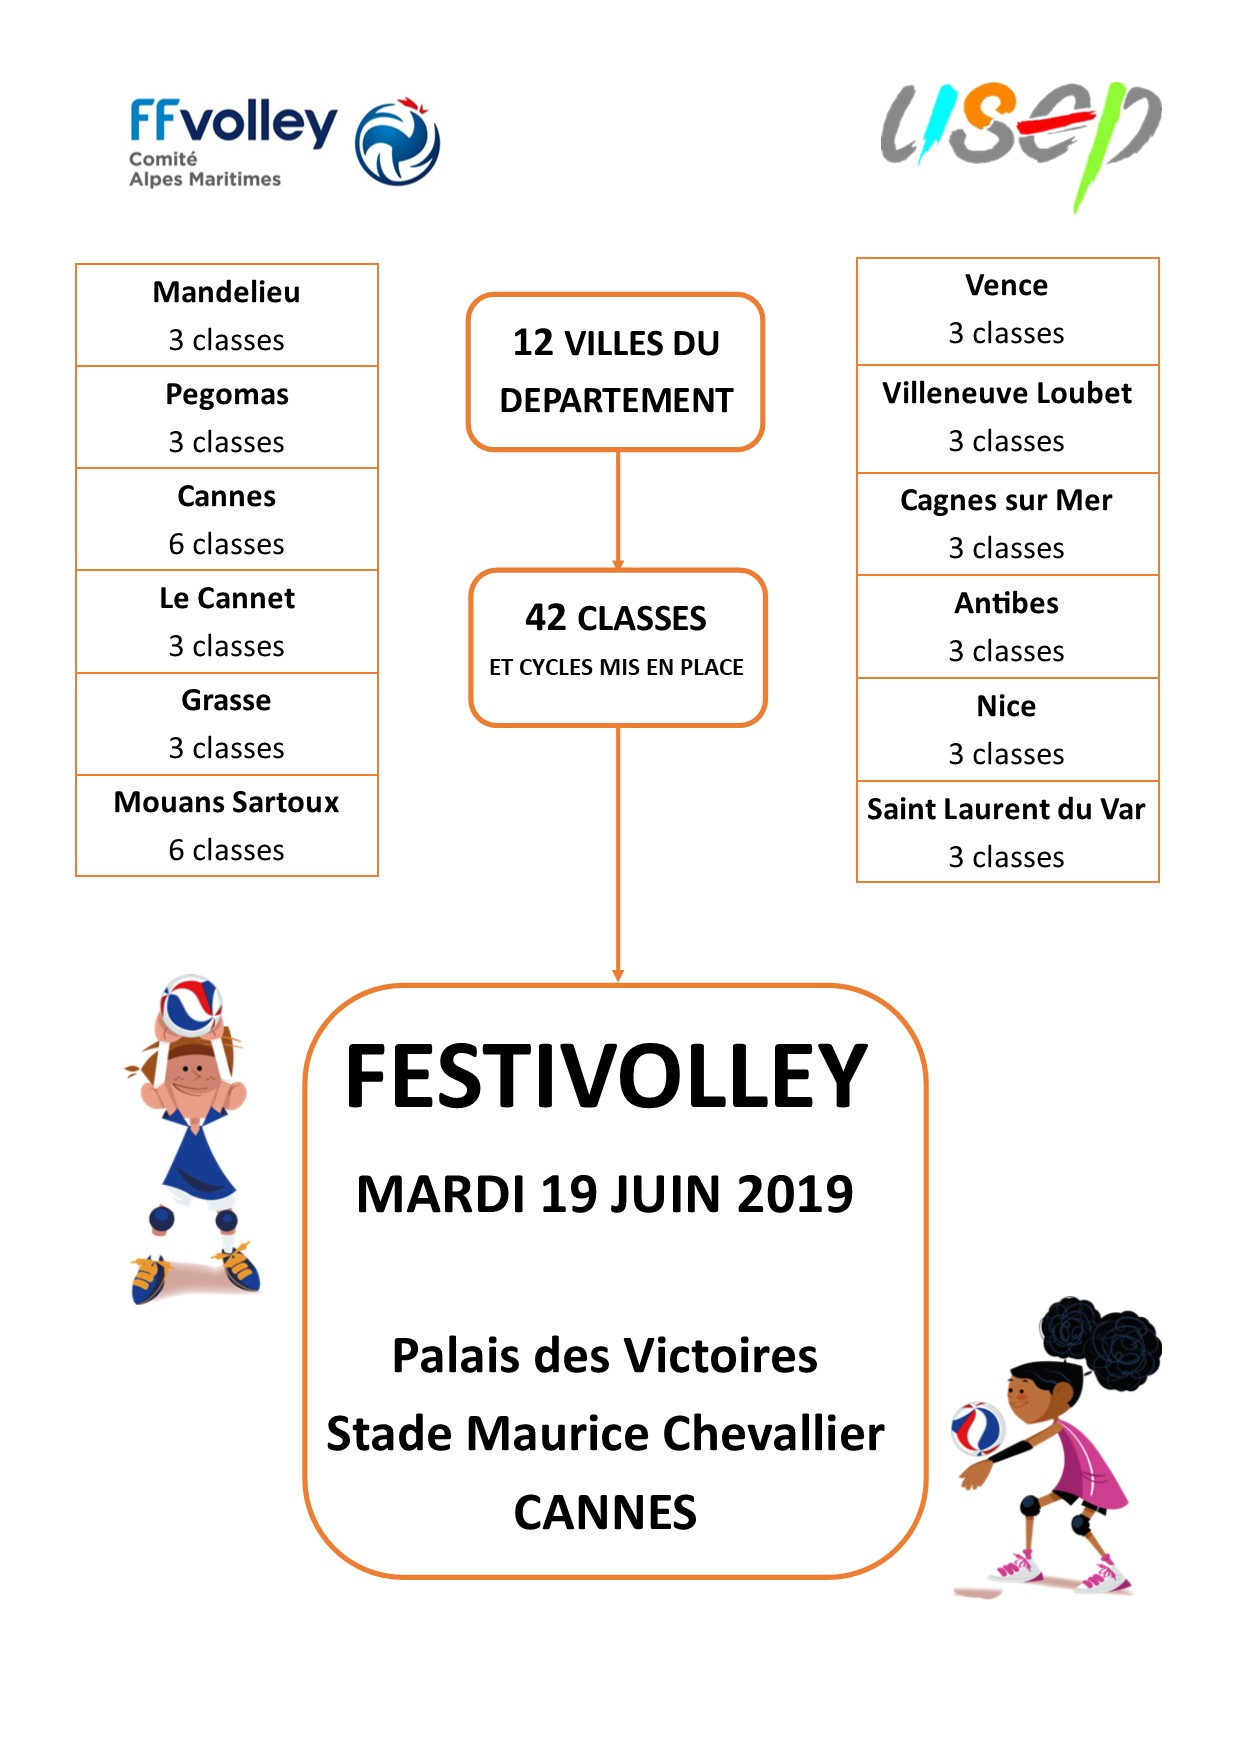 FFvolley
Comité
Alpes Maritimes
usep
Mandelieu
3 classes
Pegomas
3 classes
Cannes
6 classes
Le Cannet
3 classes
Grasse
3 classes
Mouans Sartoux
6 classes
12 VILLES DU
DEPARTEMENT
42 CLASSES
ET CYCLES MIS EN PLACE
Vence
3 classes
Villeneuve Loubet
3 classes
Cagnes sur Mer
3 classes
Antibes
3 classes
Nice
3 classes
Saint Laurent du Var
3 classes
FESTIVOLLEY
MARDI 19 JUIN 2019
Palais des Victoires
Stade Maurice Chevallier
CANNES